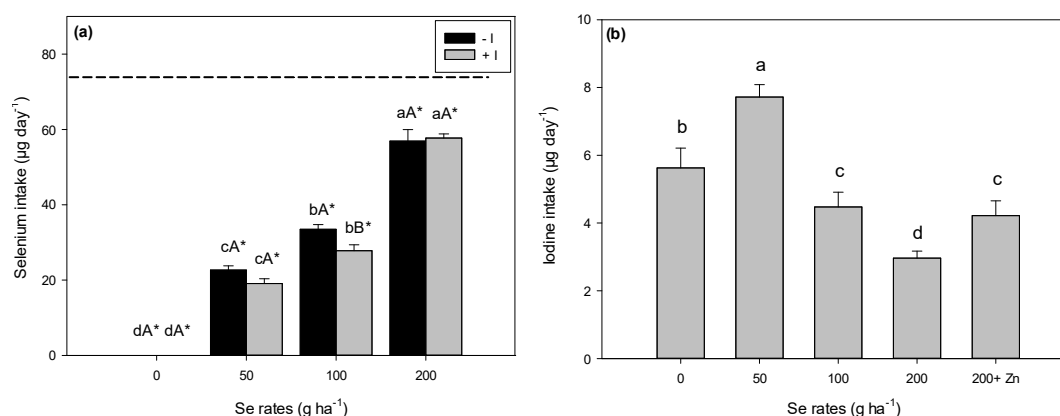 (a)
- I
+ I
80
60
40
20
0
Selenium intake (µg day⁻¹)
dA* dA*
cA* cA*
bA* bB*
aA* aA*
0 50 100 200
Se rates (g ha⁻¹)
(b)
10
8
6
4
2
0
Iodine intake (µg day⁻¹)
b
a
c
d
c
0 50 100 200 200+ Zn
Se rates (g ha⁻¹)